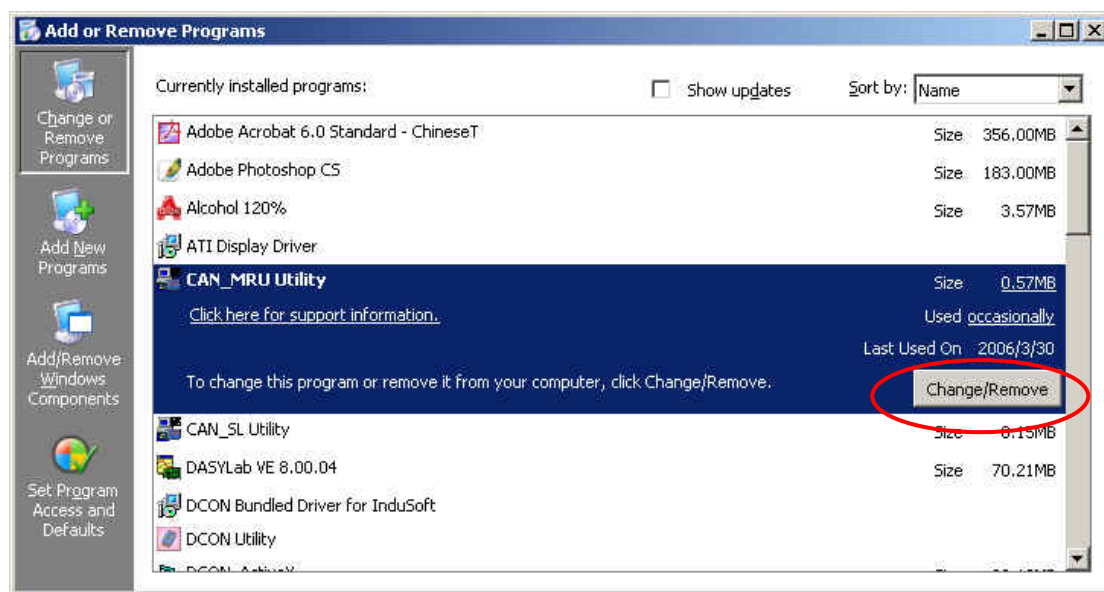 Add or Remove Programs
Change or
Remove
Programs
Add New
Programs
Add/Remove
Windows
Components
Set Program
Access and
Defaults
Currently installed programs:
Show updates
Sort by: Name
Adobe Acrobat 6.0 Standard - ChineseT Size 356.00MB
Adobe Photoshop CS Size 183.00MB
Alcohol 120% Size 3.57MB
ATI Display Driver
CAN_MRU Utility Size 0.57MB
Click here for support information. Used occasionally
Last Used On 2006/3/30
To change this program or remove it from your computer, click Change/Remove. Change/Remove
CAN_SL Utility Size 8.15MB
DASYLab VE 8.00.04 Size 70.21MB
DCON Bundled Driver for InduSoft
DCON Utility